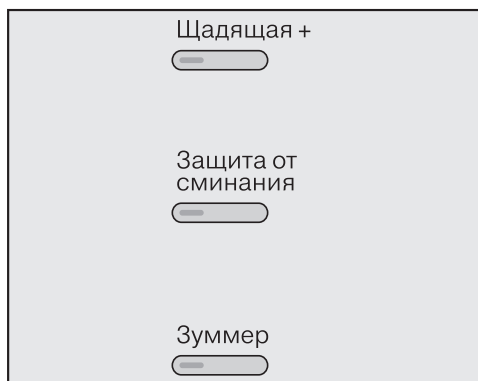 Щадящая +
Защита от
сминания
Зуммер